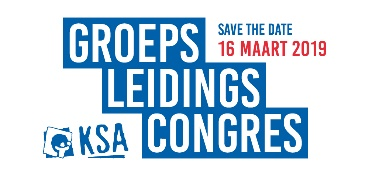 GROEPS
SAVE THE DATE
16 MAART 2019
LEIDINGS
KSA
CONGRES